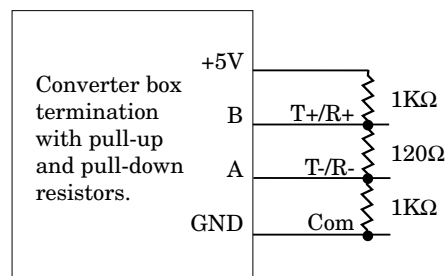 Converter box
termination
with pull-up
and pull-down
resistors.
+5V
B
A
GND
T+/R+
T-/R-
Com
1KΩ
120Ω
1KΩ